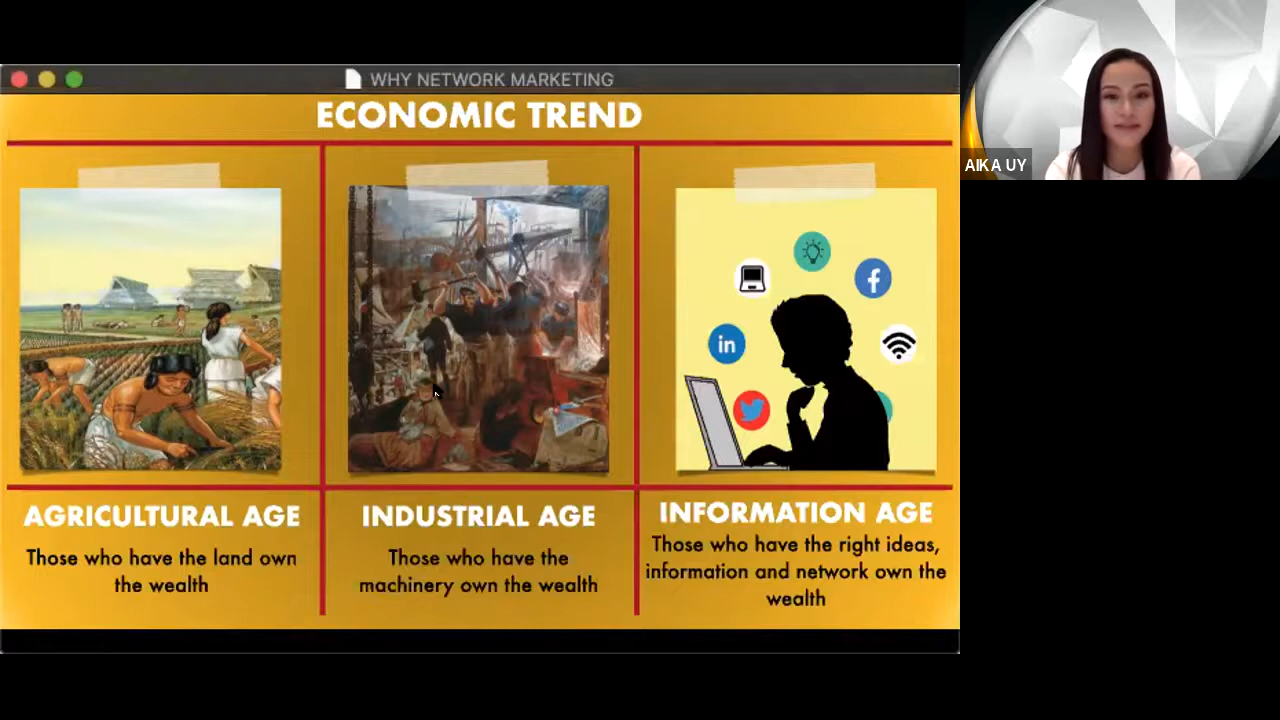 WHY NETWORK MARKETING
ECONOMIC TREND
AIKA UY
in
f
AGRICULTURAL AGE
Those who have the land own
the wealth
INDUSTRIAL AGE
Those who have the
machinery own the wealth
INFORMATION AGE
Those who have the right ideas,
information and network own the
wealth